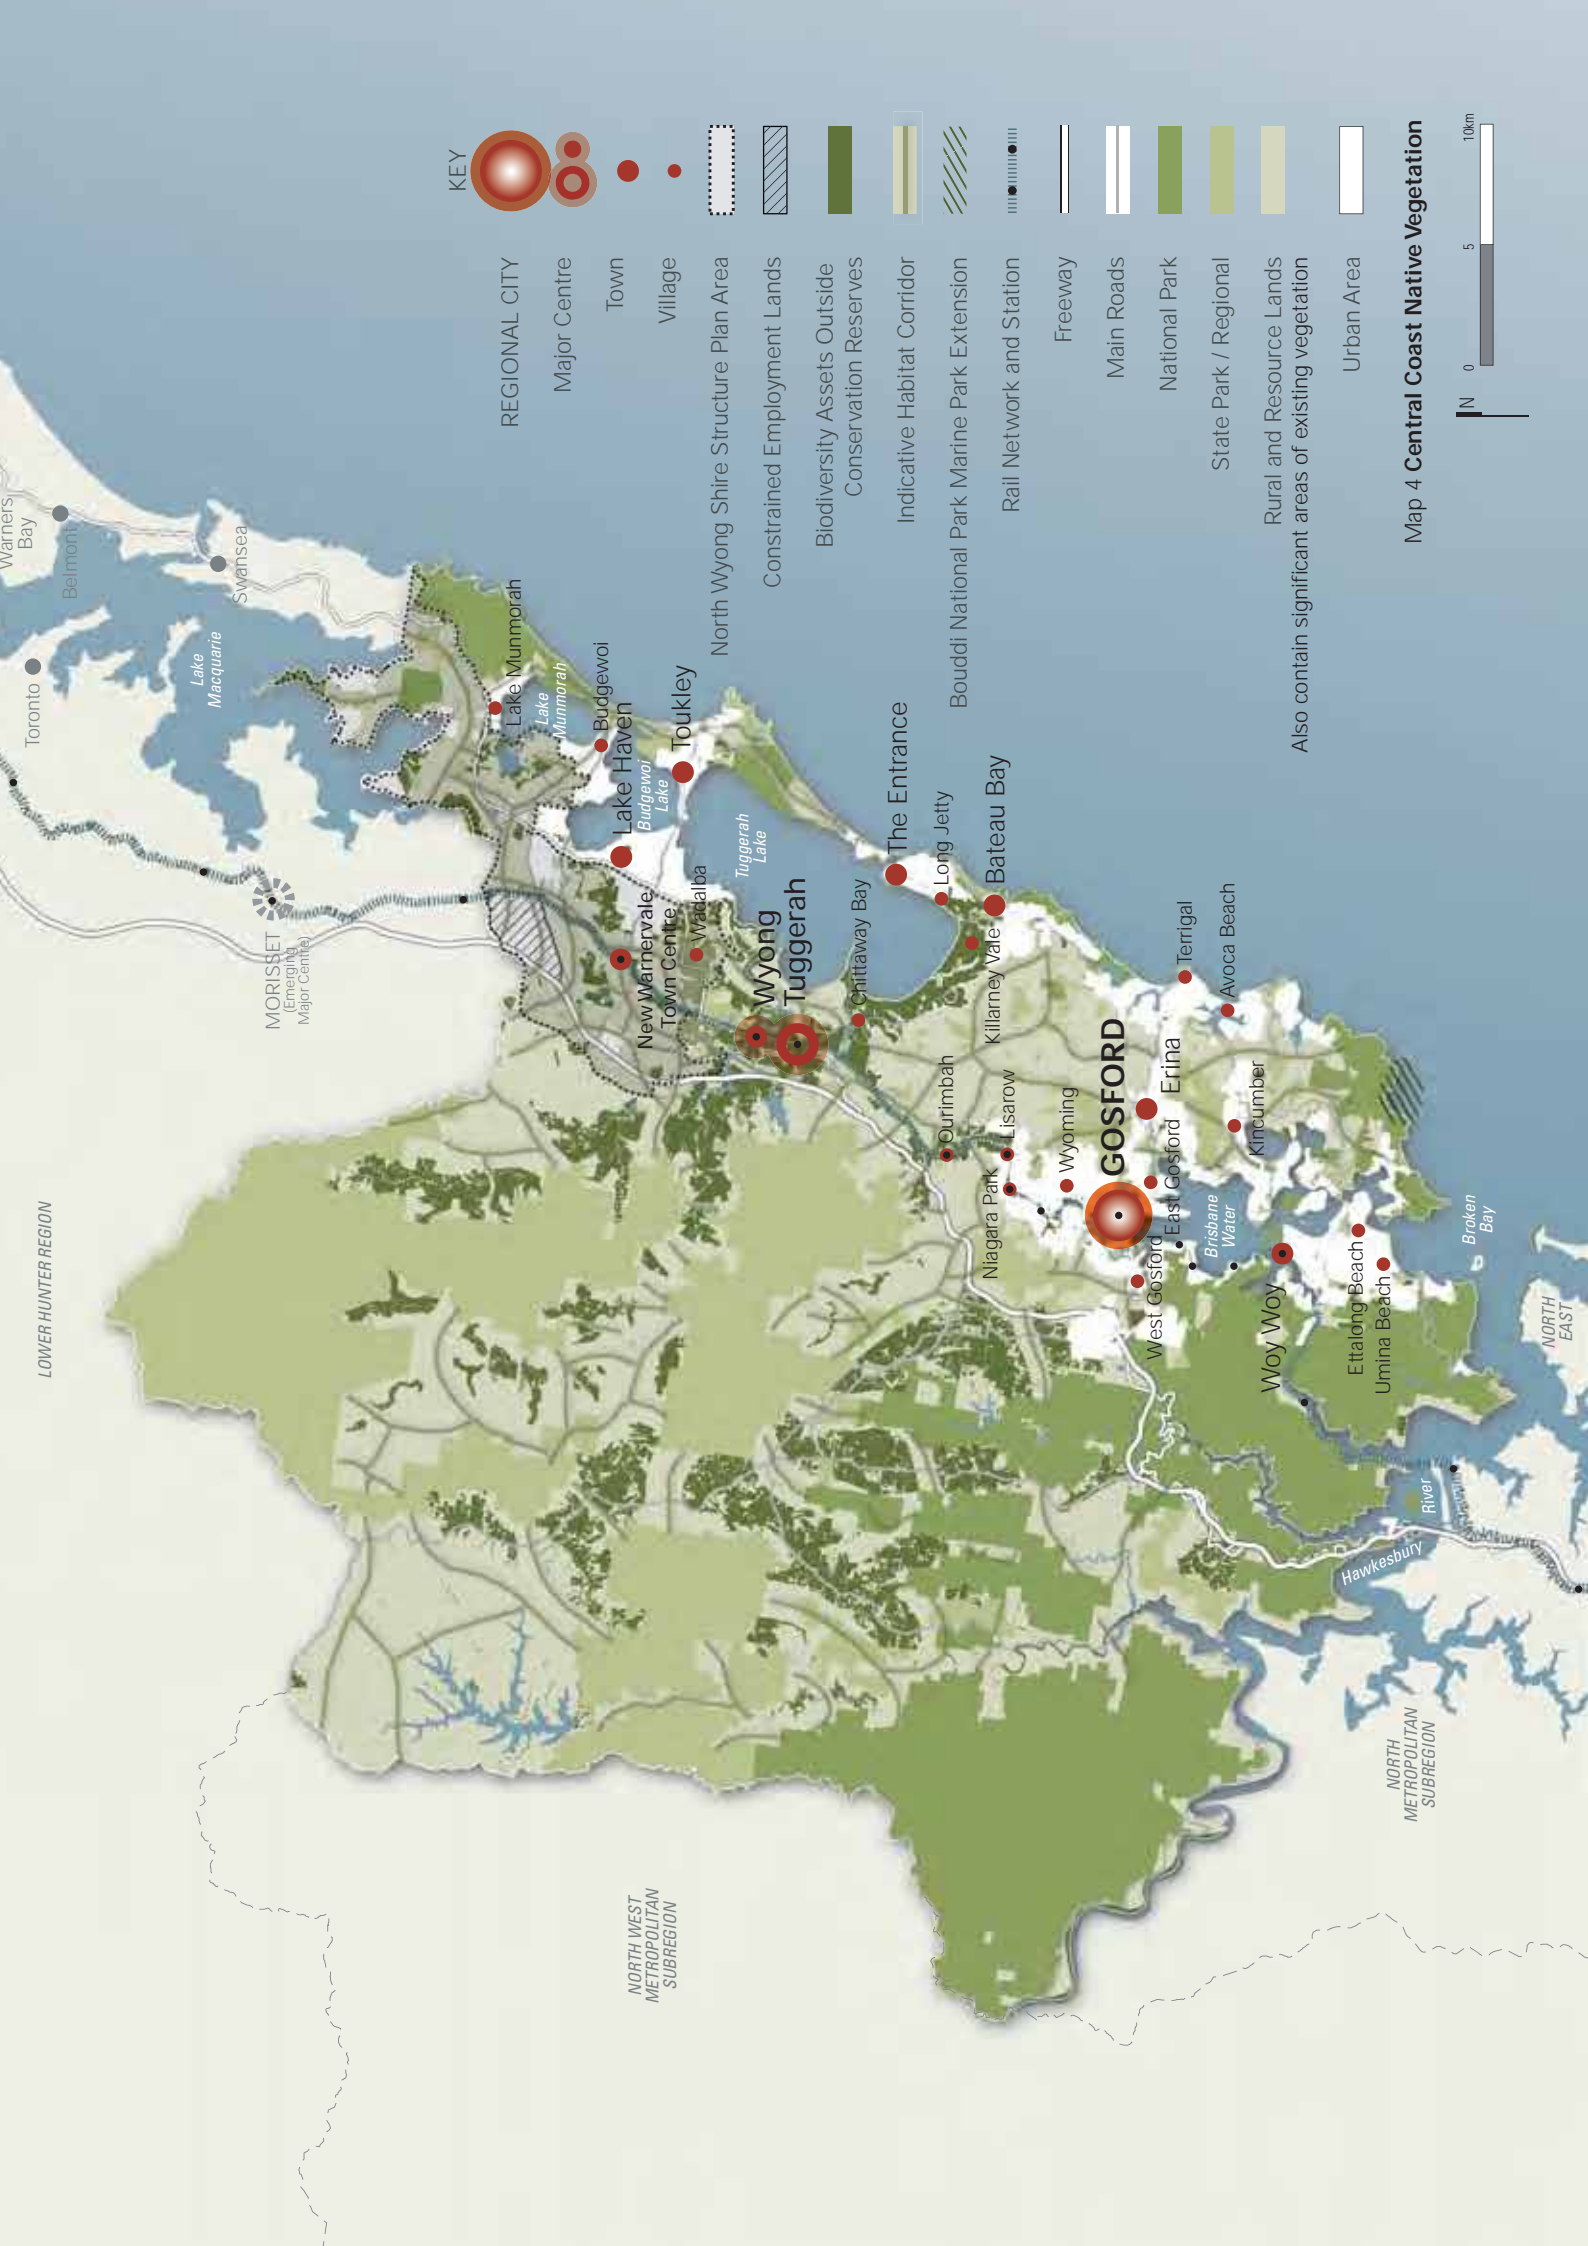 LOWER HUNTER REGION
Toronto
Warners
Bay
Belmont
Swansea
Lake
Macquarie
MORISSET
(Emerging
Major Centre)
Lake Munmorah
Lake
Munmorah
Budgewoi
Lake Haven
Budgewoi
Lake
Toukley
New Warnervale
Town Centre
Wadalba
Tuggerah
Lake
Wyong
Tuggerah
Chittaway Bay
The Entrance
Long Jetty
Killarney Vale
Bateau Bay
Ourimbah
Lisarow
Niagara Park
Wyoming
GOSFORD
Erina
East Gosford
West Gosford
Terrigal
Avoca Beach
Kincumber
Brisbane
Water
Woy Woy
Ettalong Beach
Umina Beach
Broken
Bay
NORTH
EAST
Hawkesbury
River
NORTH
METROPOLITAN
SUBREGION
NORTH WEST
METROPOLITAN
SUBREGION
KEY
REGIONAL CITY
Major Centre
Town
Village
North Wyong Shire Structure Plan Area
Constrained Employment Lands
Biodiversity Assets Outside
Conservation Reserves
Indicative Habitat Corridor
Bouddi National Park Marine Park Extension
Rail Network and Station
Freeway
Main Roads
National Park
State Park / Regional
Rural and Resource Lands
Also contain significant areas of existing vegetation
Urban Area
Map 4 Central Coast Native Vegetation
N
0 5 10km